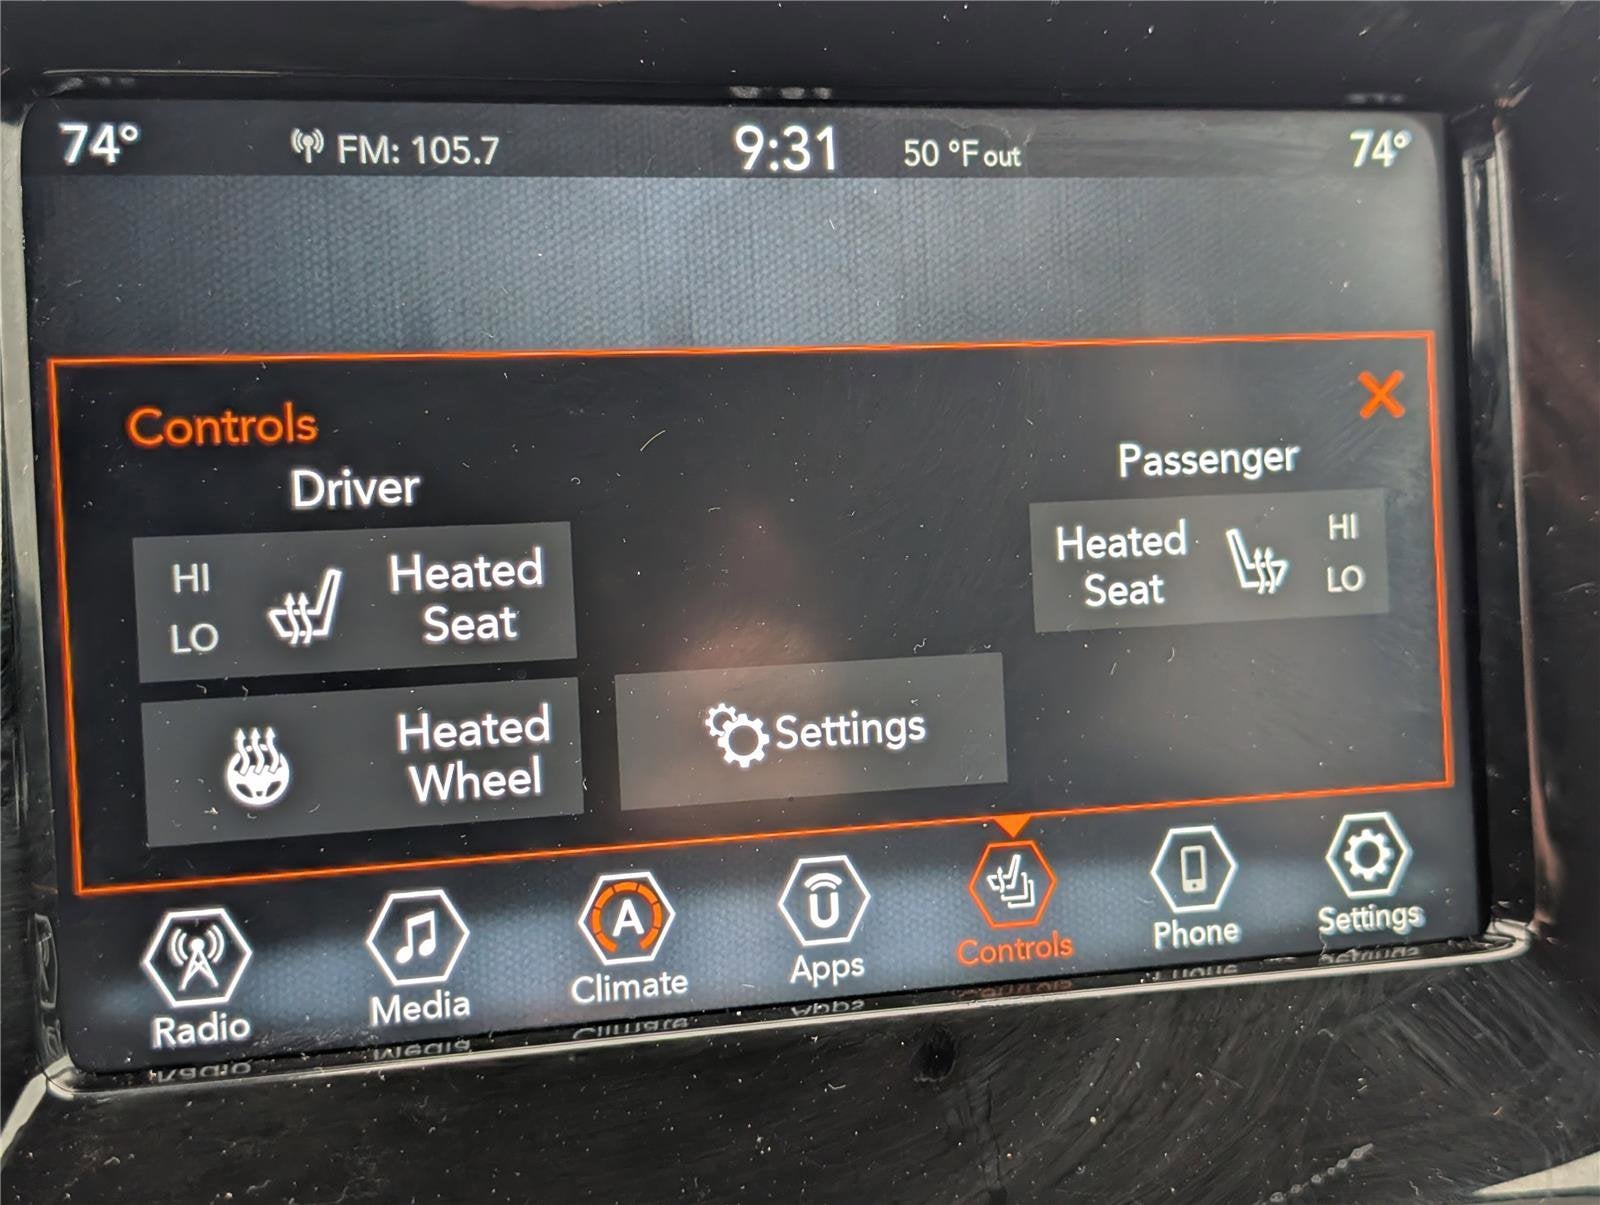 74° FM: 105.7 9:31 50 °F out 74°
Controls
Driver
Passenger
HI
LO
Heated
Seat
Heated
Seat
HI
LO
Heated
Wheel
Settings
A
Radio
Media
Climate
Apps
Controls
Phone
Settings